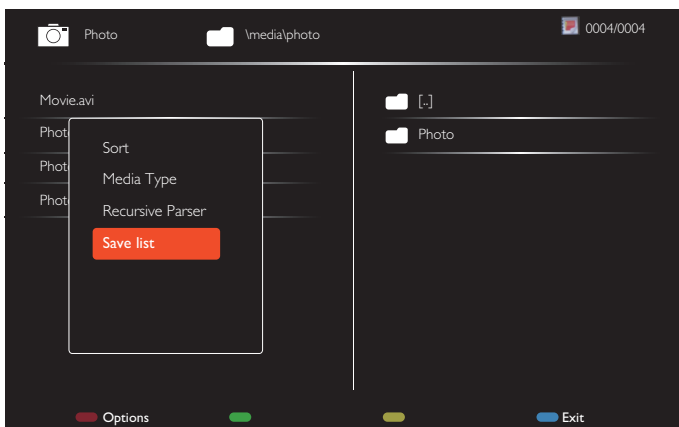 Photo \media\photo 0004/0004
Movie.avi
[..]
Phot
Photo
Phot
Phot
Sort
Media Type
Recursive Parser
Save list
Options
Exit